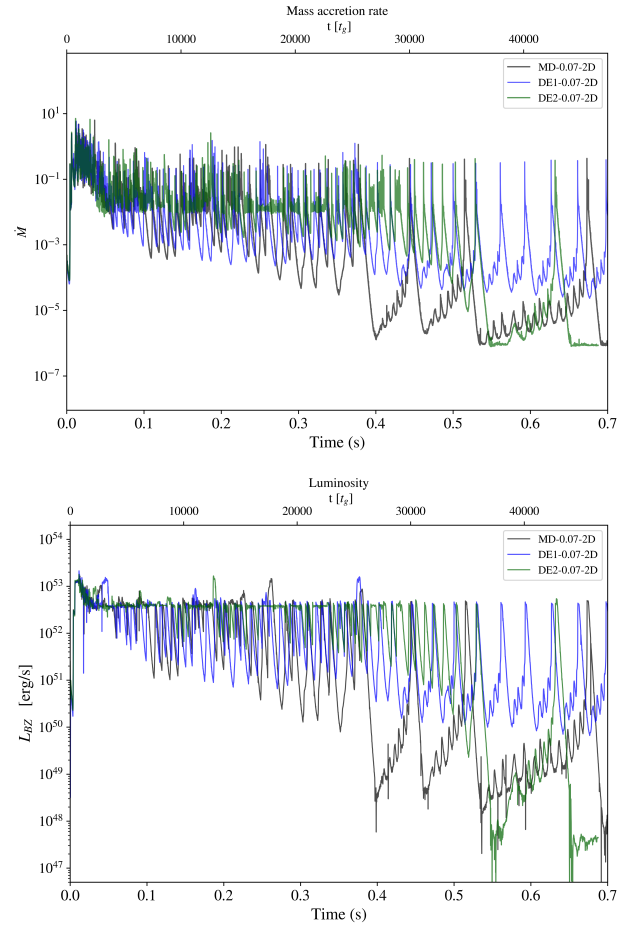 Mass accretion rate
t [t_g]
0 10000 20000 30000 40000
MD-0.07-2D
DE1-0.07-2D
DE2-0.07-2D
10^1
10^-1
10^-3
10^-5
10^-7
Ṁ
0.0 0.1 0.2 0.3 0.4 0.5 0.6 0.7
Time (s)
Luminosity
t [t_g]
0 10000 20000 30000 40000
MD-0.07-2D
DE1-0.07-2D
DE2-0.07-2D
10^54
10^53
10^52
10^51
10^50
10^49
10^48
10^47
L_BZ [erg/s]
0.0 0.1 0.2 0.3 0.4 0.5 0.6 0.7
Time (s)